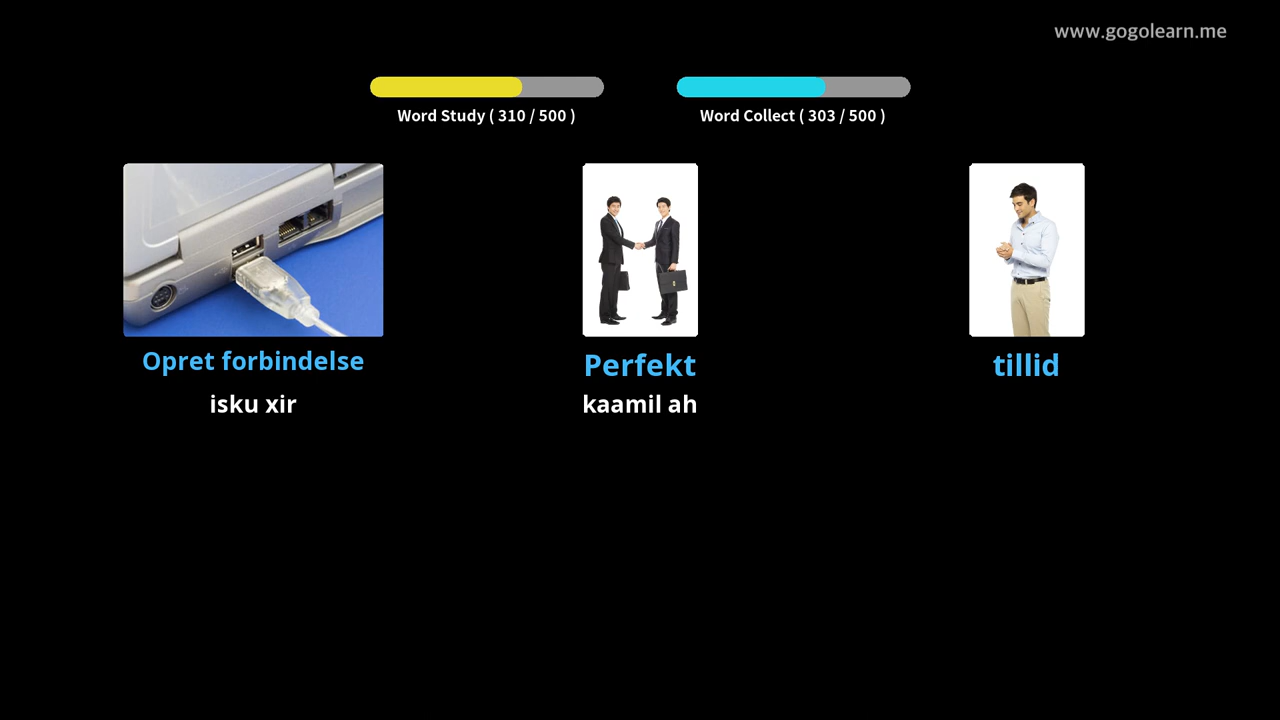 www.gogolearn.me
Word Study ( 310 / 500 )
Word Collect ( 303 / 500 )
Opret forbindelse
Perfekt
tillid
isku xir
kaamil ah